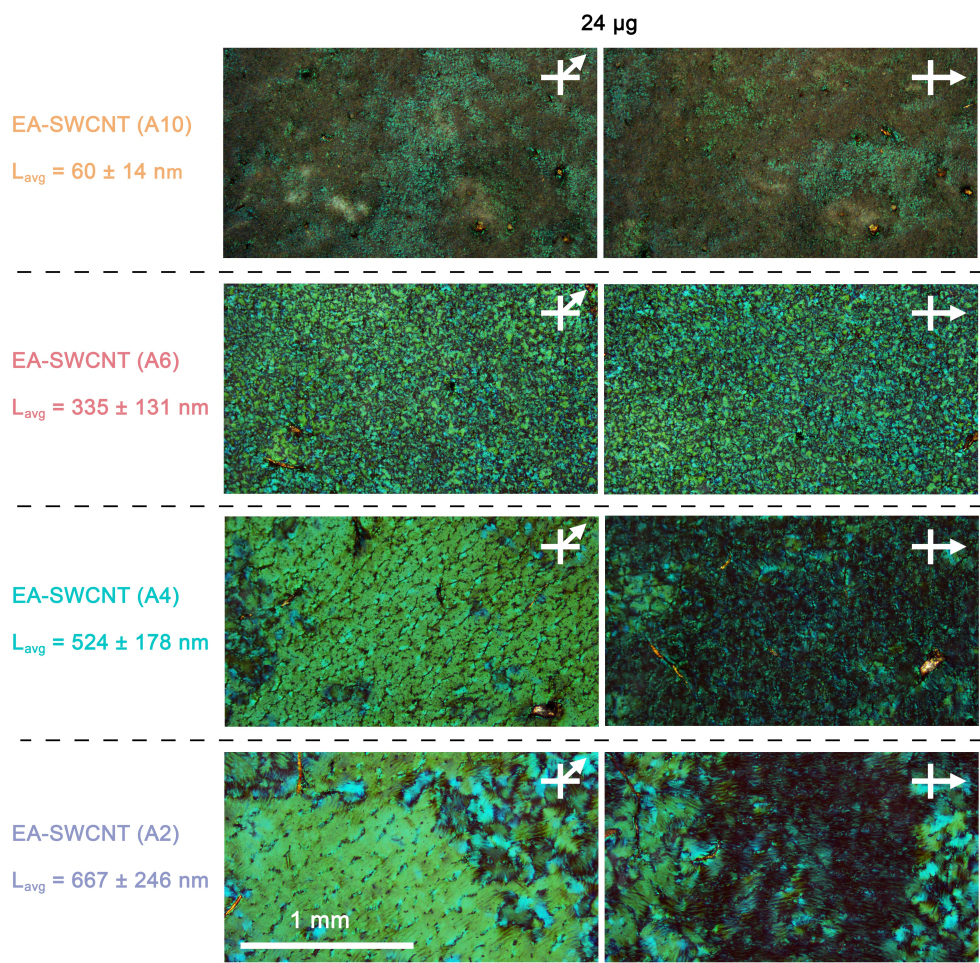 24 µg
EA-SWCNT (A10)
Lavg = 60 ± 14 nm
EA-SWCNT (A6)
Lavg = 335 ± 131 nm
EA-SWCNT (A4)
Lavg = 524 ± 178 nm
EA-SWCNT (A2)
Lavg = 667 ± 246 nm
1 mm